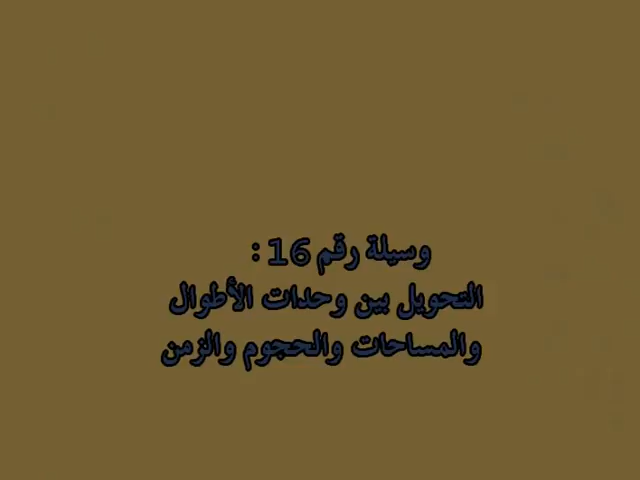 وسيلة رقم 16 :
التحويل بين وحدات الأطوال
والمساحات والحجوم والزمن